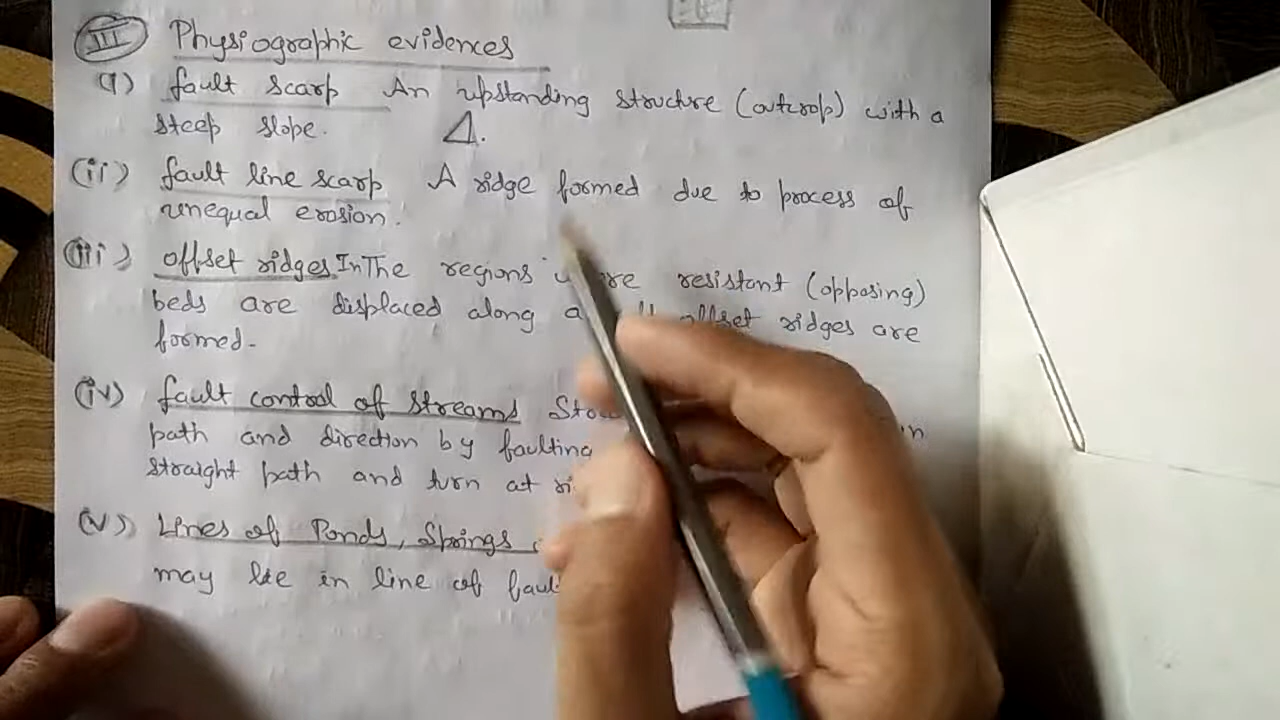 III Physiographic evidences
(i) fault scarp An upstanding structure (outcrop) with a
steep slope.
(ii) fault line scarp A ridge formed due to process of
unequal erosion.
(iii) offset ridges. In The regions resistant (opposing)
beds are displaced along a offset ridges are
formed.
(iv) fault control of streams
path and direction by faulting
straight path and turn at
(v) Lines of Ponds, Springs
may lie in line of